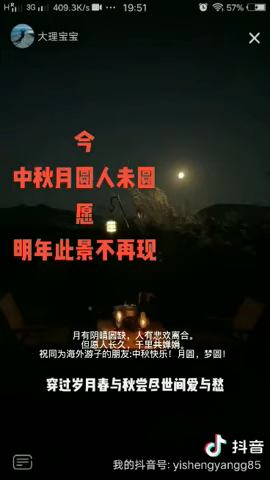 3G 409.3K/s ••• 19:51 57%
大理宝宝
今
中秋月圆人未圆
愿
明年此景不再现
月有阴晴圆缺，人有悲欢离合。
但愿人长久，千里共婵娟。
祝同为海外游子的朋友:中秋快乐！月圆，梦圆！
穿过岁月春与秋尝尽世间爱与愁
抖音
我的抖音号: yishengyangg85